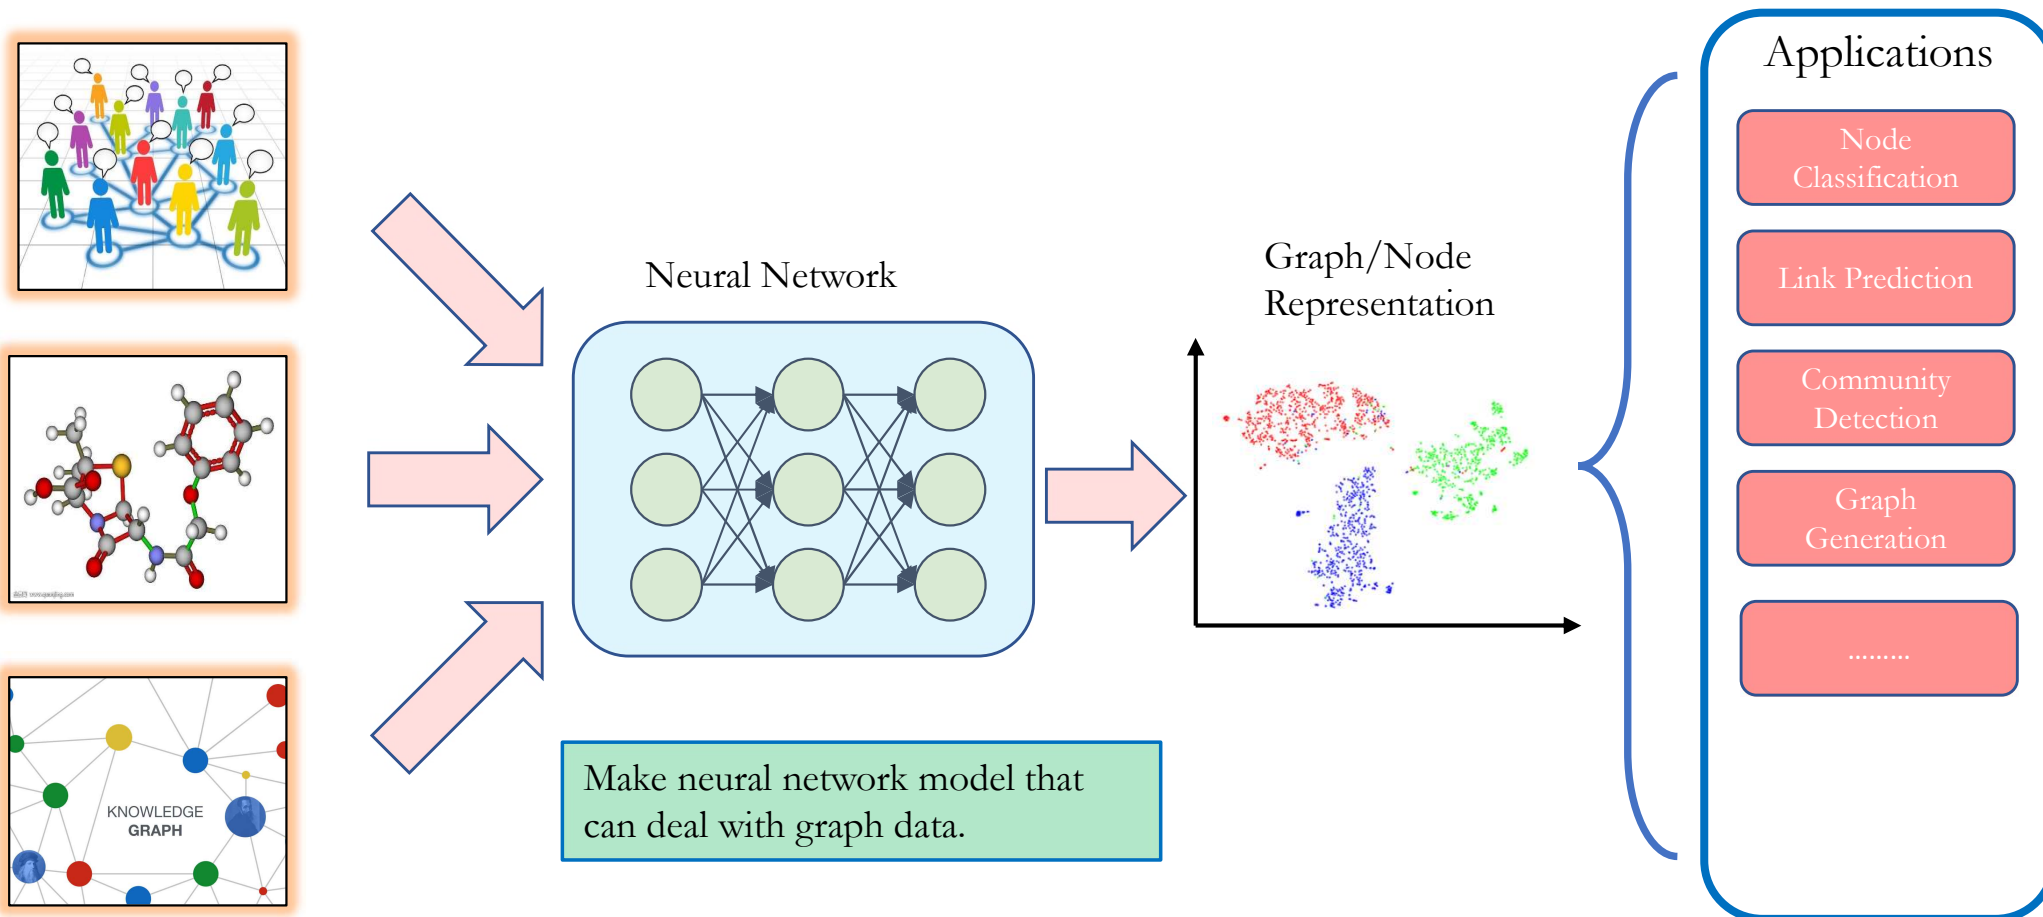 Neural Network
Graph/Node
Representation
Applications
Node
Classification
Link Prediction
Community
Detection
Graph
Generation
.........
KNOWLEDGE
GRAPH
Make neural network model that
can deal with graph data.